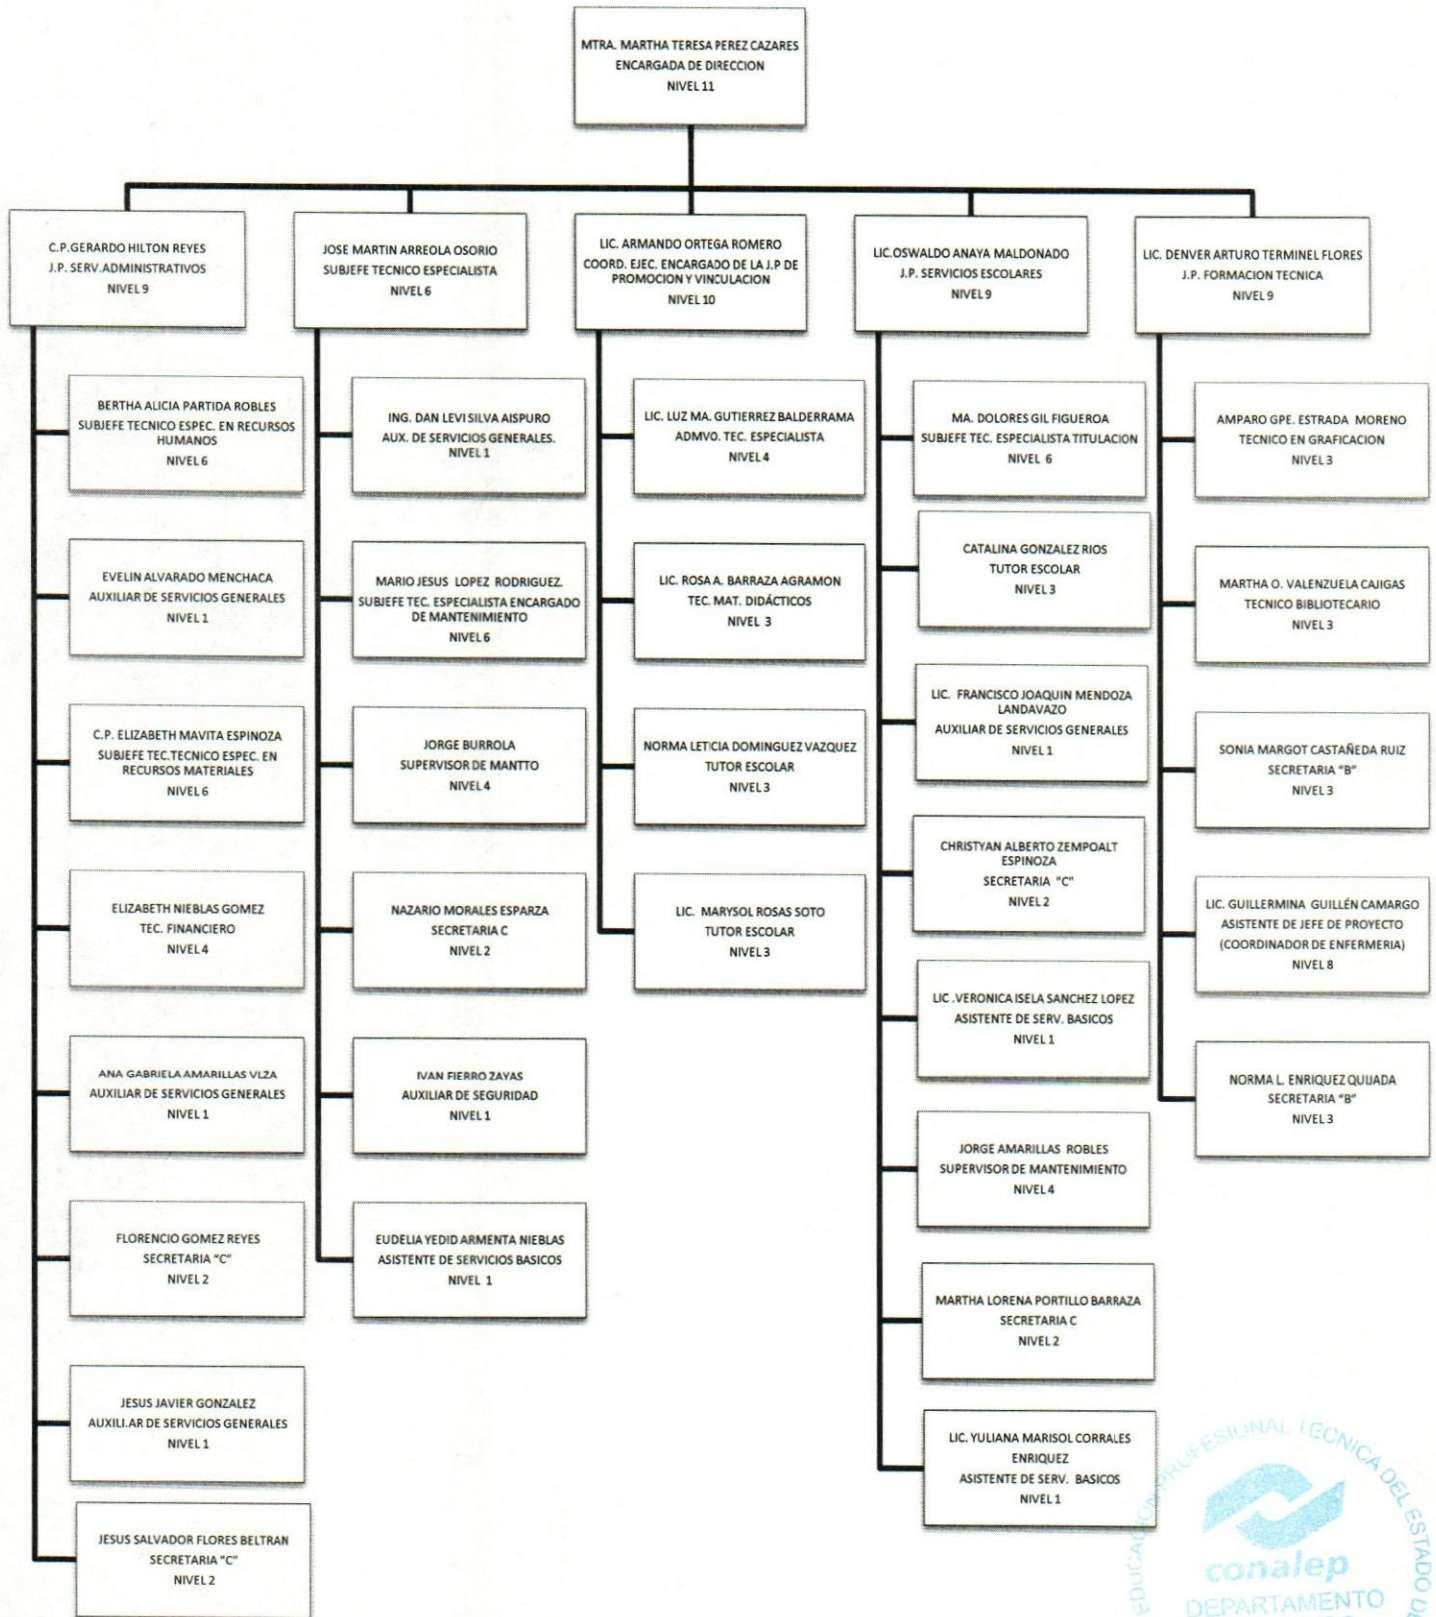 MTRA. MARTHA TERESA PEREZ CAZARES
ENCARGADA DE DIRECCION
NIVEL 11
C.P.GERARDO HILTON REYES
J.P. SERV.ADMINISTRATIVOS
NIVEL 9
JOSE MARTIN ARREOLA OSORIO
SUBJEFE TECNICO ESPECIALISTA
NIVEL 6
LIC. ARMANDO ORTEGA ROMERO
COORD. EJEC. ENCARGADO DE LA J.P DE
PROMOCION Y VINCULACION
NIVEL 10
LIC.OSWALDO ANAYA MALDONADO
J.P. SERVICIOS ESCOLARES
NIVEL 9
LIC. DENVER ARTURO TERMINEL FLORES
J.P. FORMACION TECNICA
NIVEL 9
BERTHA ALICIA PARTIDA ROBLES
SUBJEFE TECNICO ESPEC. EN RECURSOS
HUMANOS
NIVEL 6
EVELIN ALVARADO MENCHACA
AUXILIAR DE SERVICIOS GENERALES
NIVEL 1
C.P. ELIZABETH MAVITA ESPINOZA
SUBJEFE TEC.TECNICO ESPEC. EN
RECURSOS MATERIALES
NIVEL 6
ELIZABETH NIEBLAS GOMEZ
TEC. FINANCIERO
NIVEL 4
ANA GABRIELA AMARILLAS VLZA
AUXILIAR DE SERVICIOS GENERALES
NIVEL 1
FLORENCIO GOMEZ REYES
SECRETARIA "C"
NIVEL 2
JESUS JAVIER GONZALEZ
AUXILI.AR DE SERVICIOS GENERALES
NIVEL 1
JESUS SALVADOR FLORES BELTRAN
SECRETARIA "C"
NIVEL 2
ING. DAN LEVI SILVA AISPURO
AUX. DE SERVICIOS GENERALES.
NIVEL 1
MARIO JESUS LOPEZ RODRIGUEZ.
SUBJEFE TEC. ESPECIALISTA ENCARGADO
DE MANTENIMIENTO
NIVEL 6
JORGE BURROLA
SUPERVISOR DE MANTTO
NIVEL 4
NAZARIO MORALES ESPARZA
SECRETARIA C
NIVEL 2
IVAN FIERRO ZAYAS
AUXILIAR DE SEGURIDAD
NIVEL 1
EUDELIA YEDID ARMENTA NIEBLAS
ASISTENTE DE SERVICIOS BASICOS
NIVEL 1
LIC. LUZ MA. GUTIERREZ BALDERRAMA
ADMVO. TEC. ESPECIALISTA
NIVEL 4
LIC. ROSA A. BARRAZA AGRAMON
TEC. MAT. DIDÁCTICOS
NIVEL 3
NORMA LETICIA DOMINGUEZ VAZQUEZ
TUTOR ESCOLAR
NIVEL 3
LIC. MARYSOL ROSAS SOTO
TUTOR ESCOLAR
NIVEL 3
MA. DOLORES GIL FIGUEROA
SUBJEFE TEC. ESPECIALISTA TITULACION
NIVEL 6
CATALINA GONZALEZ RIOS
TUTOR ESCOLAR
NIVEL 3
LIC. FRANCISCO JOAQUIN MENDOZA
LANDAVAZO
AUXILIAR DE SERVICIOS GENERALES
NIVEL 1
CHRISTYAN ALBERTO ZEMPOALT
ESPINOZA
SECRETARIA "C"
NIVEL 2
LIC .VERONICA ISELA SANCHEZ LOPEZ
ASISTENTE DE SERV. BASICOS
NIVEL 1
JORGE AMARILLAS ROBLES
SUPERVISOR DE MANTENIMIENTO
NIVEL 4
MARTHA LORENA PORTILLO BARRAZA
SECRETARIA C
NIVEL 2
LIC. YULIANA MARISOL CORRALES
ENRIQUEZ
ASISTENTE DE SERV. BASICOS
NIVEL 1
AMPARO GPE. ESTRADA MORENO
TECNICO EN GRAFICACION
NIVEL 3
MARTHA O. VALENZUELA CAJIGAS
TECNICO BIBLIOTECARIO
NIVEL 3
SONIA MARGOT CASTAÑEDA RUIZ
SECRETARIA "B"
NIVEL 3
LIC. GUILLERMINA GUILLÉN CAMARGO
ASISTENTE DE JEFE DE PROYECTO
(COORDINADOR DE ENFERMERIA)
NIVEL 8
NORMA L. ENRIQUEZ QUIJADA
SECRETARIA "B"
NIVEL 3
EDUCACION PROFESIONAL TECNICA DEL ESTADO
conalep
DEPARTAMENTO